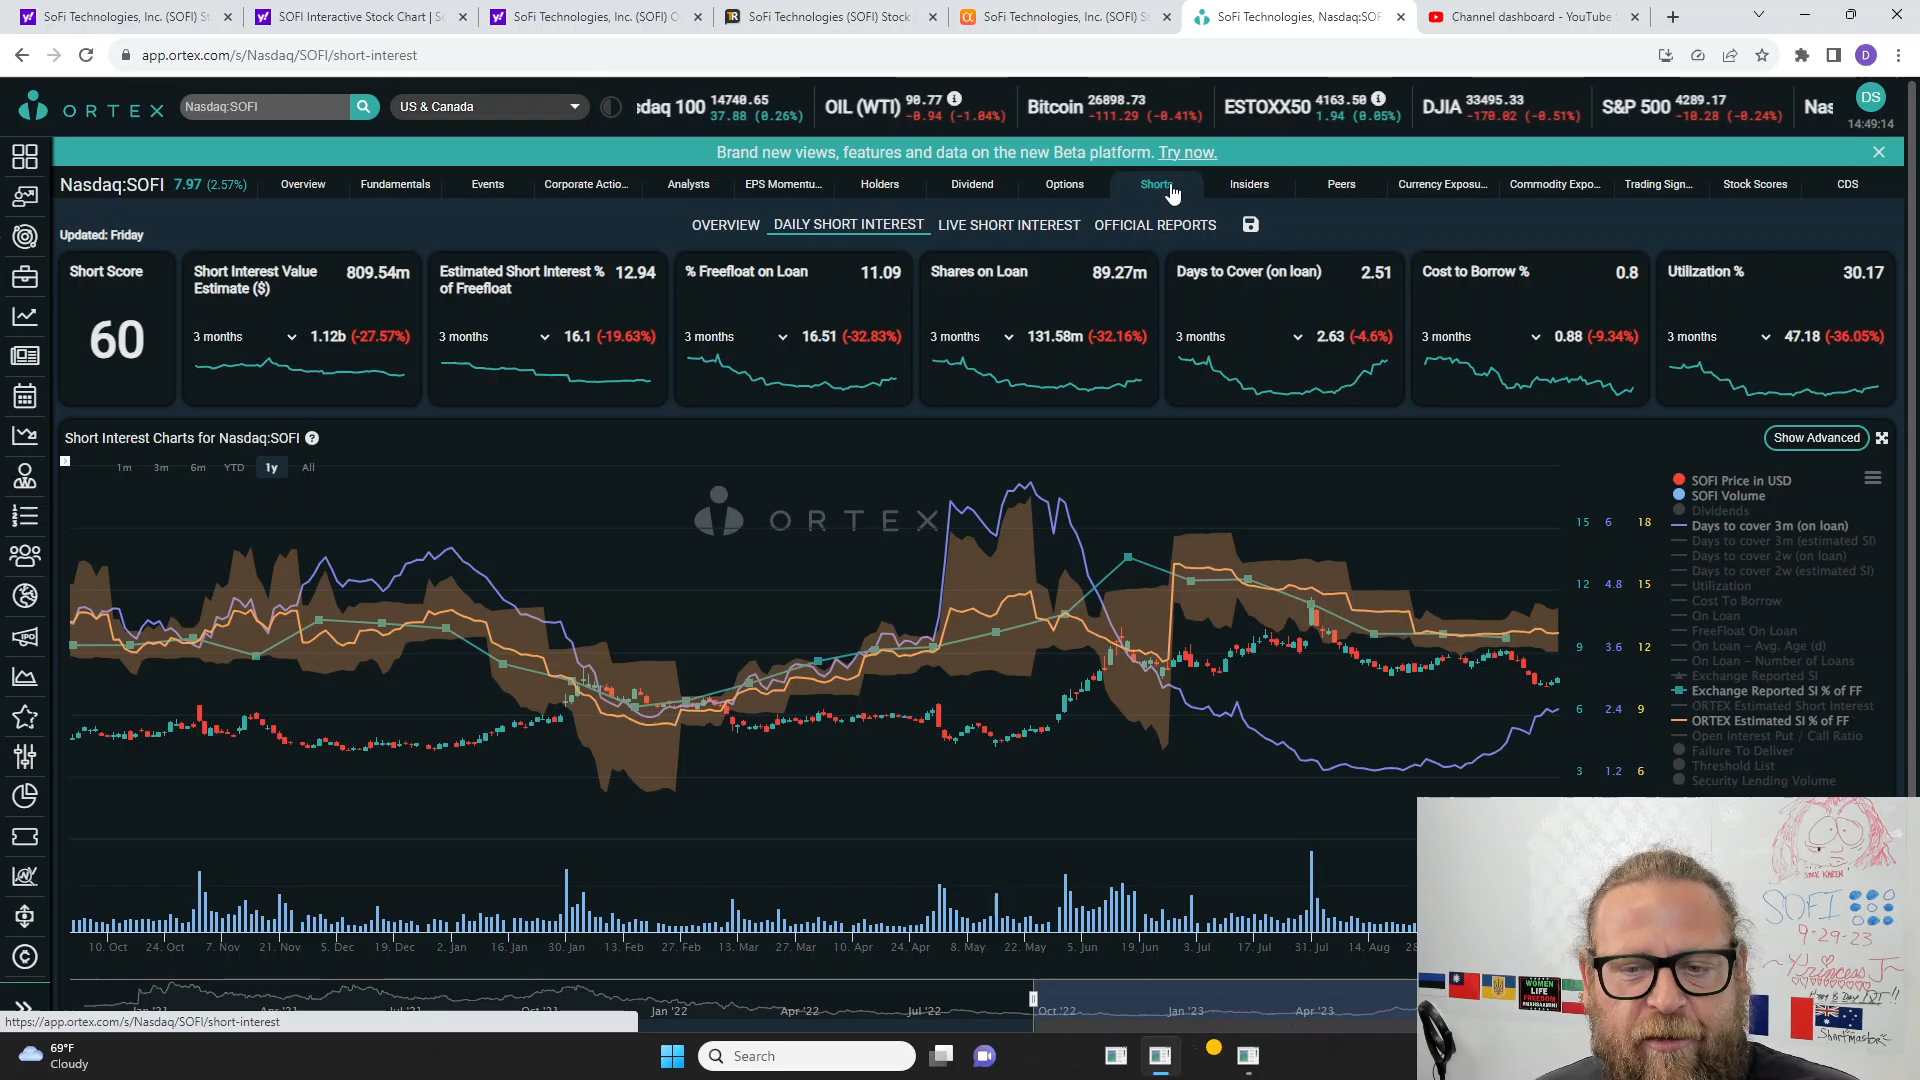 SoFi Technologies, Inc. (SOFI) St
SOFI Interactive Stock Chart | So
SoFi Technologies, Inc. (SOFI) O
SoFi Technologies (SOFI) Stock
SoFi Technologies, Inc. (SOFI) St
SoFi Technologies, Nasdaq:SOF
Channel dashboard - YouTube
app.ortex.com/s/Nasdaq/SOFI/short-interest
D
ORTEX
Nasdaq:SOFI
US & Canada
sdaq 100 14740.65 37.88 (0.26%)
OIL (WTI) 90.77 -0.94 (-1.04%)
Bitcoin 26898.73 -111.29 (-0.41%)
ESTOXX50 4163.50 1.94 (0.05%)
DJIA 33495.33 -170.02 (-0.51%)
S&P 500 4289.17 -10.28 (-0.24%)
Nas
DS
14:49:14
Brand new views, features and data on the new Beta platform. Try now.
Nasdaq:SOFI 7.97 (2.57%)
Overview
Fundamentals
Events
Corporate Actio...
Analysts
EPS Momentu...
Holders
Dividend
Options
Shorts
Insiders
Peers
Currency Exposu...
Commodity Expo...
Trading Sign...
Stock Scores
CDS
Updated: Friday
OVERVIEW
DAILY SHORT INTEREST
LIVE SHORT INTEREST
OFFICIAL REPORTS
Short Score
60
Short Interest Value Estimate ($)
809.54m
3 months
1.12b (-27.57%)
Estimated Short Interest % of Freefloat
12.94
3 months
16.1 (-19.63%)
% Freefloat on Loan
11.09
3 months
16.51 (-32.83%)
Shares on Loan
89.27m
3 months
131.58m (-32.16%)
Days to Cover (on loan)
2.51
3 months
2.63 (-4.6%)
Cost to Borrow %
0.8
3 months
0.88 (-9.34%)
Utilization %
30.17
3 months
47.18 (-36.05%)
Short Interest Charts for Nasdaq:SOFI
Show Advanced
1m 3m 6m YTD 1y All
ORTEX
15 6 18
12 4.8 15
9 3.6 12
6 2.4 9
3 1.2 6
SOFI Price in USD
SOFI Volume
Dividends
Days to cover 3m (on loan)
Days to cover 3m (estimated SI)
Days to cover 2w (on loan)
Days to cover 2w (estimated SI)
Utilization
Cost To Borrow
On Loan
FreeFloat On Loan
On Loan - Avg. Age (d)
On Loan - Number of Loans
Exchange Reported SI
Exchange Reported SI % of FF
ORTEX Estimated Short Interest
ORTEX Estimated SI % of FF
Open Interest Put / Call Ratio
Failure To Deliver
Threshold List
Security Lending Volume
10. Oct 24. Oct 7. Nov 21. Nov 5. Dec 19. Dec 2. Jan 16. Jan 30. Jan 13. Feb 27. Feb 13. Mar 27. Mar 10. Apr 24. Apr 8. May 22. May 5. Jun 19. Jun 3. Jul 17. Jul 31. Jul 14. Aug 28
Jan '22 Apr '22 Jul '22 Oct '22 Jan '23 Apr '23
https://app.ortex.com/s/Nasdaq/SOFI/short-interest
SOFI
9-29-23
Princess J
WOMEN
LIFE
FREEDOM
#MAHSAAMINI
69°F
Cloudy
Search